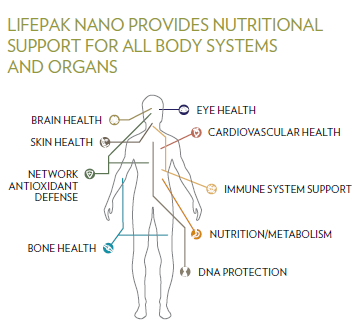 LIFEPAK NANO PROVIDES NUTRITIONAL
SUPPORT FOR ALL BODY SYSTEMS
AND ORGANS
BRAIN HEALTH
EYE HEALTH
SKIN HEALTH
CARDIOVASCULAR HEALTH
NETWORK
ANTIOXIDANT
DEFENSE
IMMUNE SYSTEM SUPPORT
BONE HEALTH
NUTRITION/METABOLISM
DNA PROTECTION